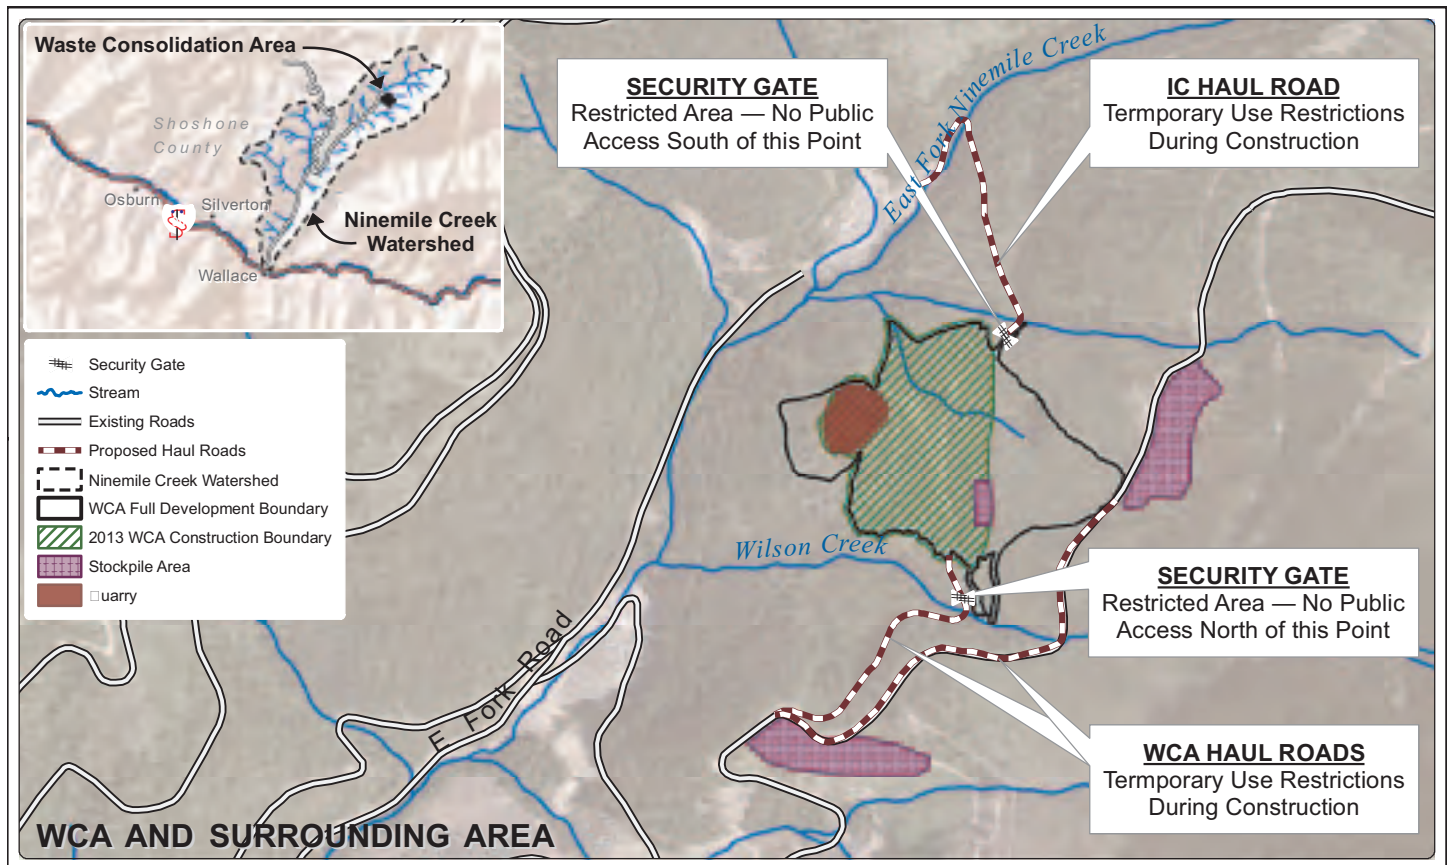 Waste Consolidation Area
Shoshone
County
Osburn
Silverton
Wallace
Ninemile Creek
Watershed
SECURITY GATE
Restricted Area — No Public
Access South of this Point
East Fork Ninemile Creek
IC HAUL ROAD
Termporary Use Restrictions
During Construction
Security Gate
Stream
Existing Roads
Proposed Haul Roads
Ninemile Creek Watershed
WCA Full Development Boundary
2013 WCA Construction Boundary
Stockpile Area
□uarry
Wilson Creek
SECURITY GATE
Restricted Area — No Public
Access North of this Point
E. Fork Road
WCA HAUL ROADS
Termporary Use Restrictions
During Construction
WCA AND SURROUNDING AREA